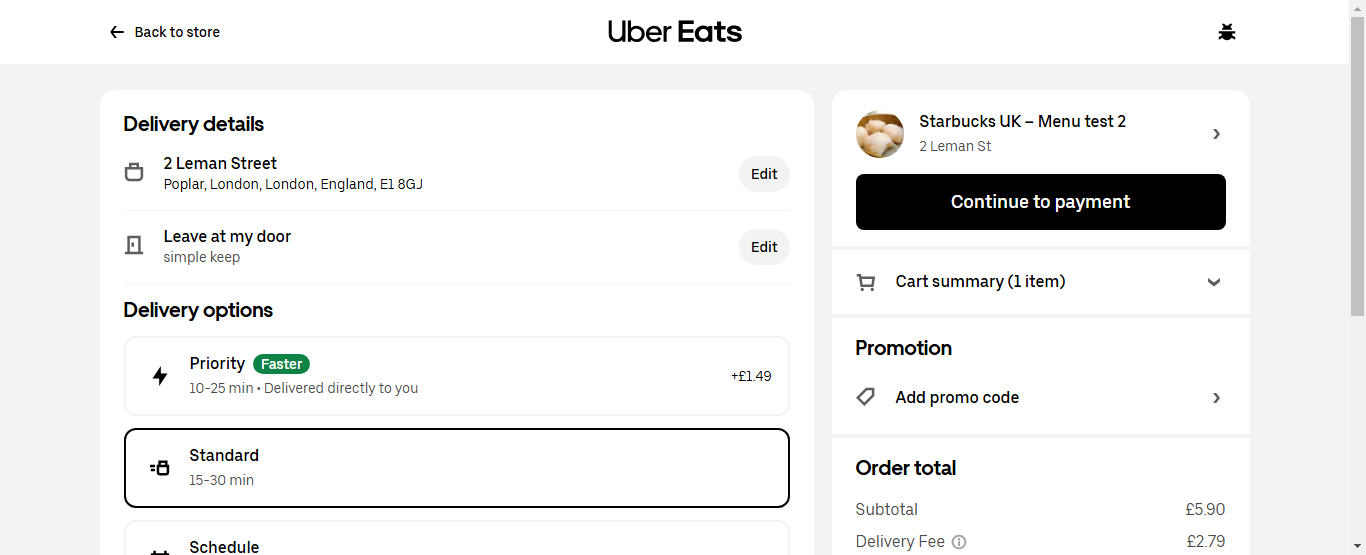 Back to store
Uber Eats
Delivery details
2 Leman Street
Poplar, London, London, England, E1 8GJ
Edit
Leave at my door
simple keep
Edit
Delivery options
Priority Faster
10-25 min • Delivered directly to you
+£1.49
Standard
15-30 min
Schedule
Starbucks UK – Menu test 2
2 Leman St
Continue to payment
Cart summary (1 item)
Promotion
Add promo code
Order total
Subtotal £5.90
Delivery Fee £2.79